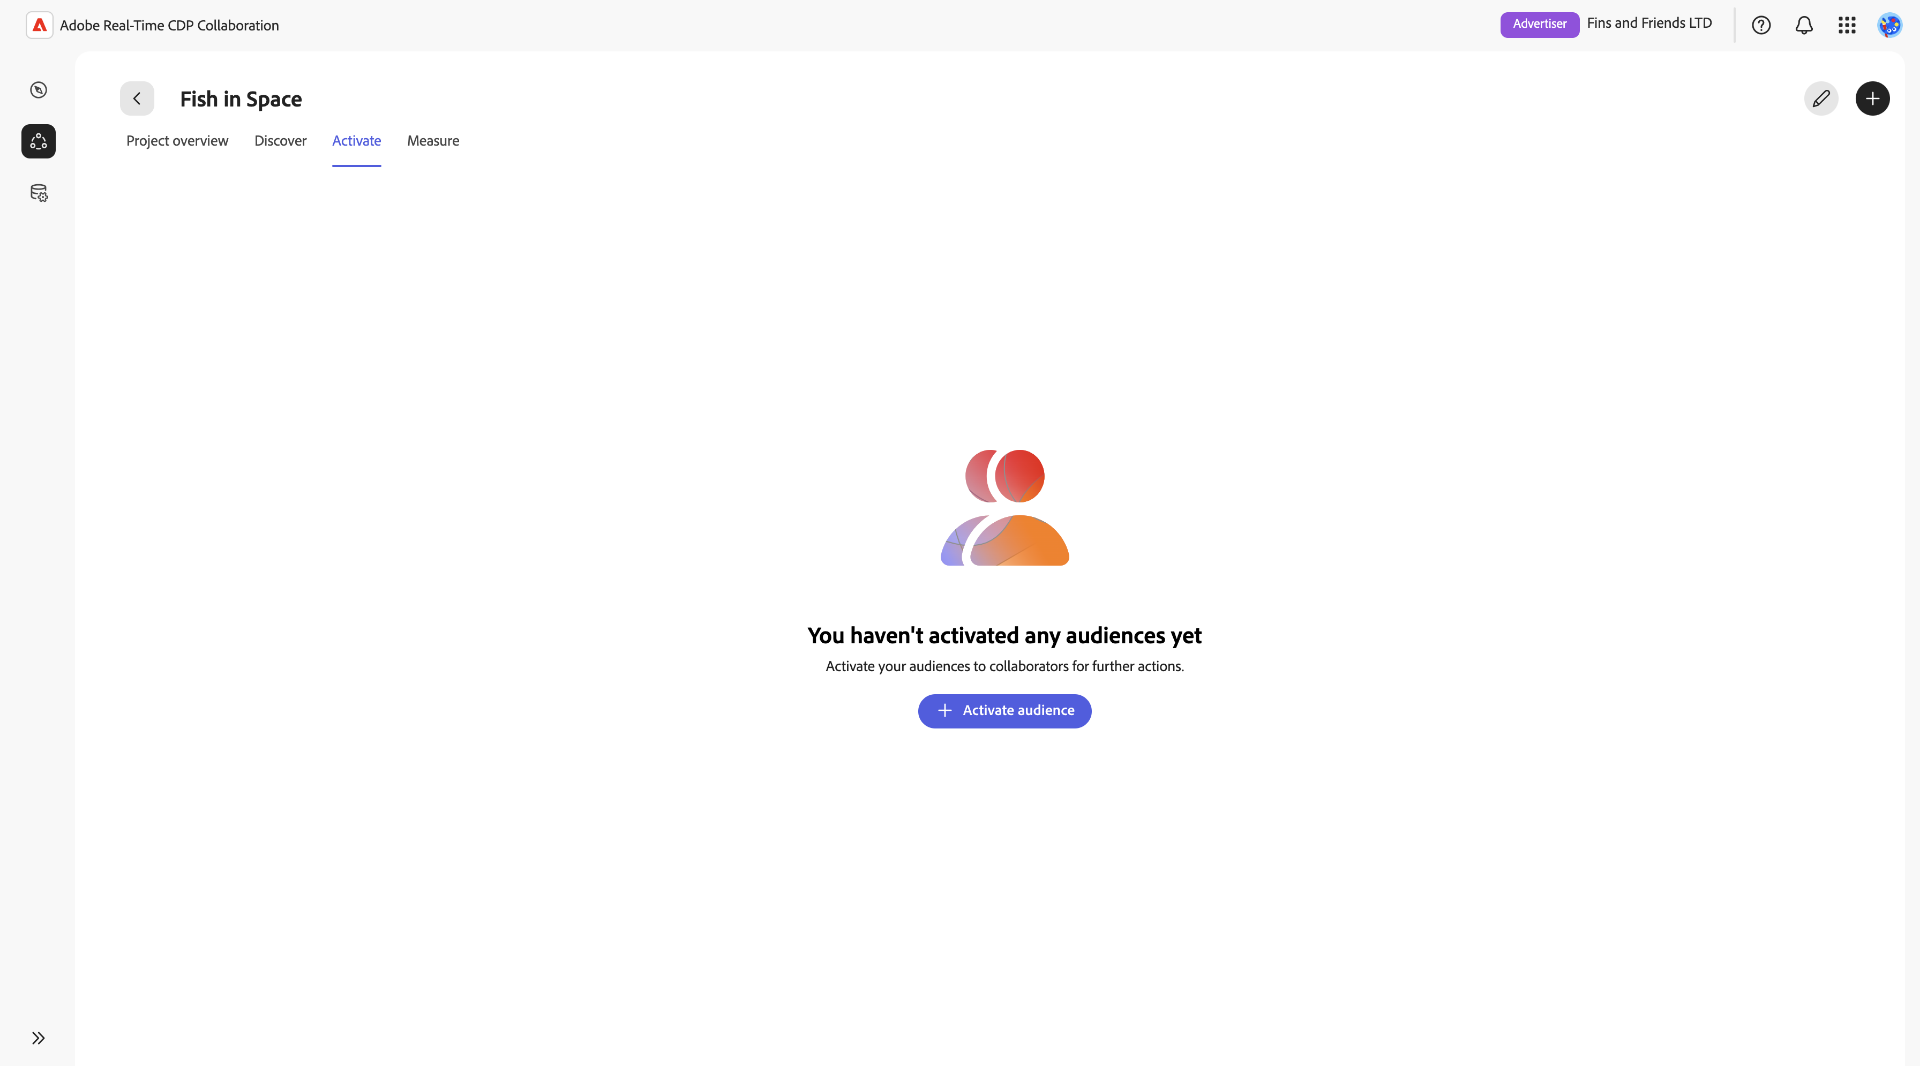 Adobe Real-Time CDP Collaboration
Advertiser
Fins and Friends LTD
Fish in Space
Project overview
Discover
Activate
Measure
You haven't activated any audiences yet
Activate your audiences to collaborators for further actions.
Activate audience